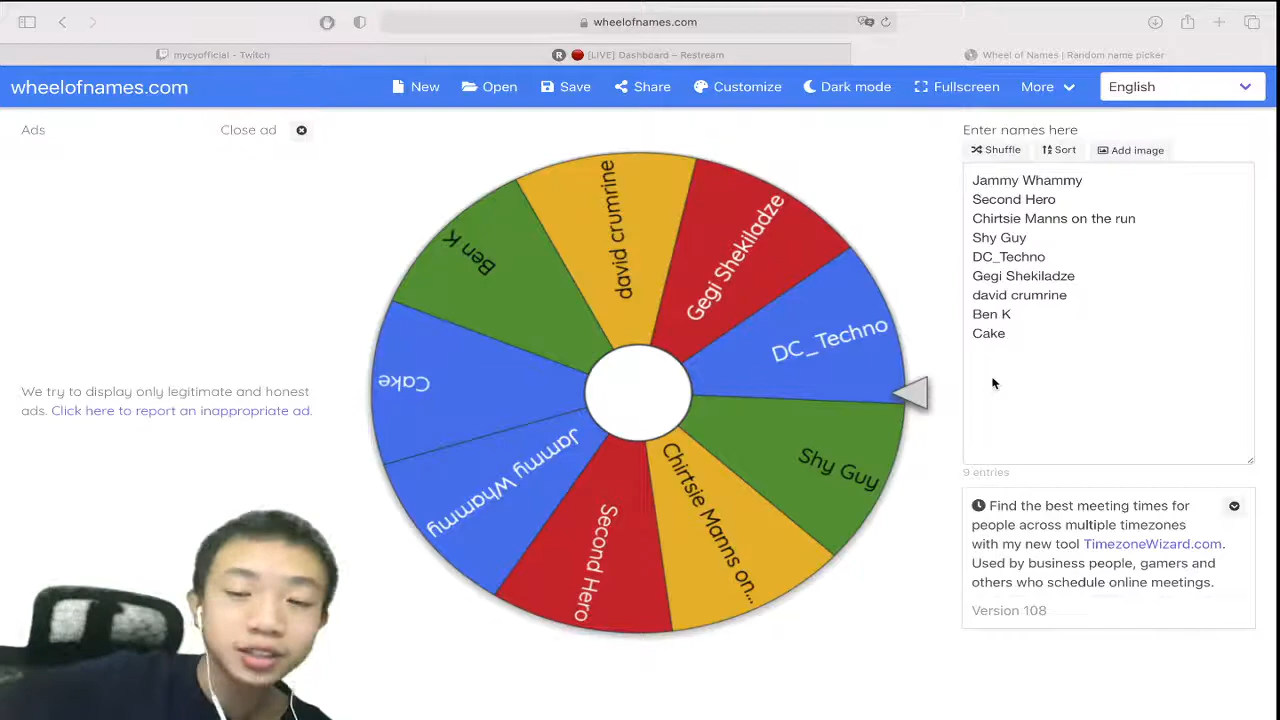 wheelofnames.com
mycyofficial - Twitch
R [LIVE] Dashboard – Restream
Wheel of Names | Random name picker
wheelofnames.com
New
Open
Save
Share
Customize
Dark mode
Fullscreen
More
English
Ads
Close ad
We try to display only legitimate and honest
ads. Click here to report an inappropriate ad.
david crumrine
Gegi Shekiladze
DC_Techno
Shy Guy
Chirtsie Manns on...
Second Hero
Jammy Whammy
Cake
Ben K
Enter names here
Shuffle
Sort
Add image
Jammy Whammy
Second Hero
Chirtsie Manns on the run
Shy Guy
DC_Techno
Gegi Shekiladze
david crumrine
Ben K
Cake
9 entries
Find the best meeting times for
people across multiple timezones
with my new tool TimezoneWizard.com.
Used by business people, gamers and
others who schedule online meetings.
Version 108